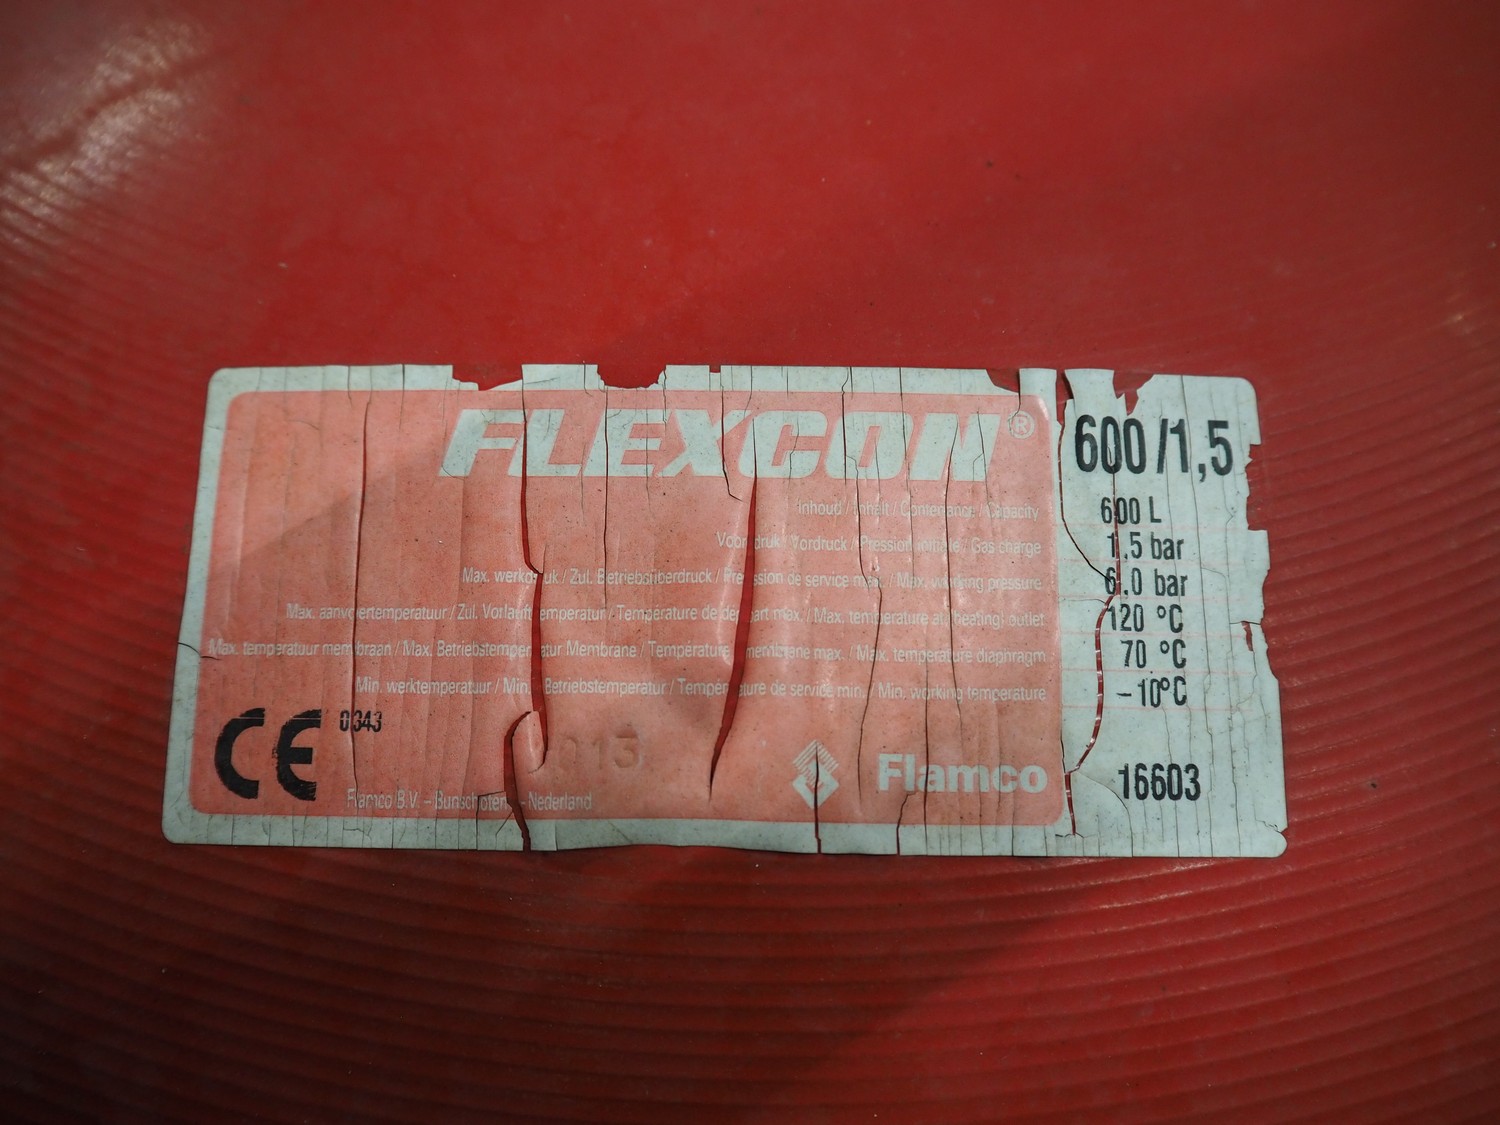 FLEXCON®
600/1,5
Inhoud / Inhalt / Contenance / Capacity 600 L
Voordruk / Vordruck / Pression initiale / Gas charge 1,5 bar
Max. werkdruk / Zul. Betriebsüberdruck / Pression de service max. / Max. working pressure 6.0 bar
Max. aanvoertemperatuur / Zul. Vorlauftemperatur / Température de depart max. / Max. temperature at heating outlet 120 °C
Max. temperatuur membraan / Max. Betriebstemperatur Membrane / Température membrane max. / Max. temperature diaphragm 70 °C
Min. werktemperatuur / Min. Betriebstemperatur / Température de service min. / Min. working temperature -10°C
CE 0343
013
Flamco
16603
Flamco B.V. - Bunschoten - Nederland